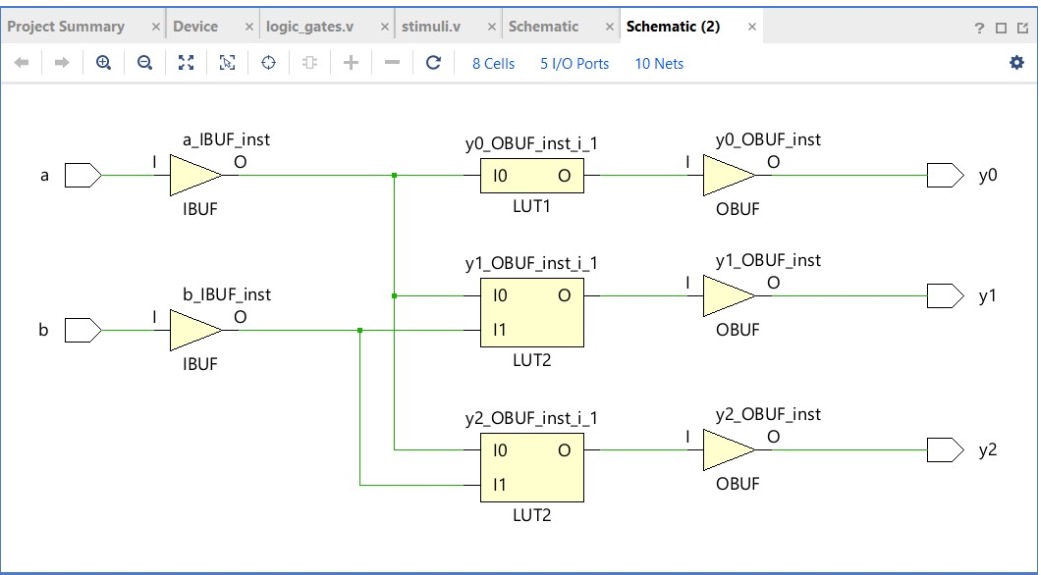 Project Summary × Device × logic_gates.v × stimuli.v × Schematic × Schematic (2) × ?
8 Cells 5 I/O Ports 10 Nets
a_IBUF_inst y0_OBUF_inst_i_1 y0_OBUF_inst
a I O I0 O I O y0
IBUF LUT1 OBUF
y1_OBUF_inst_i_1 y1_OBUF_inst
I0 O I O y1
b_IBUF_inst
b I O I1
IBUF LUT2 OBUF
y2_OBUF_inst_i_1 y2_OBUF_inst
I0 O I O y2
I1 OBUF
LUT2